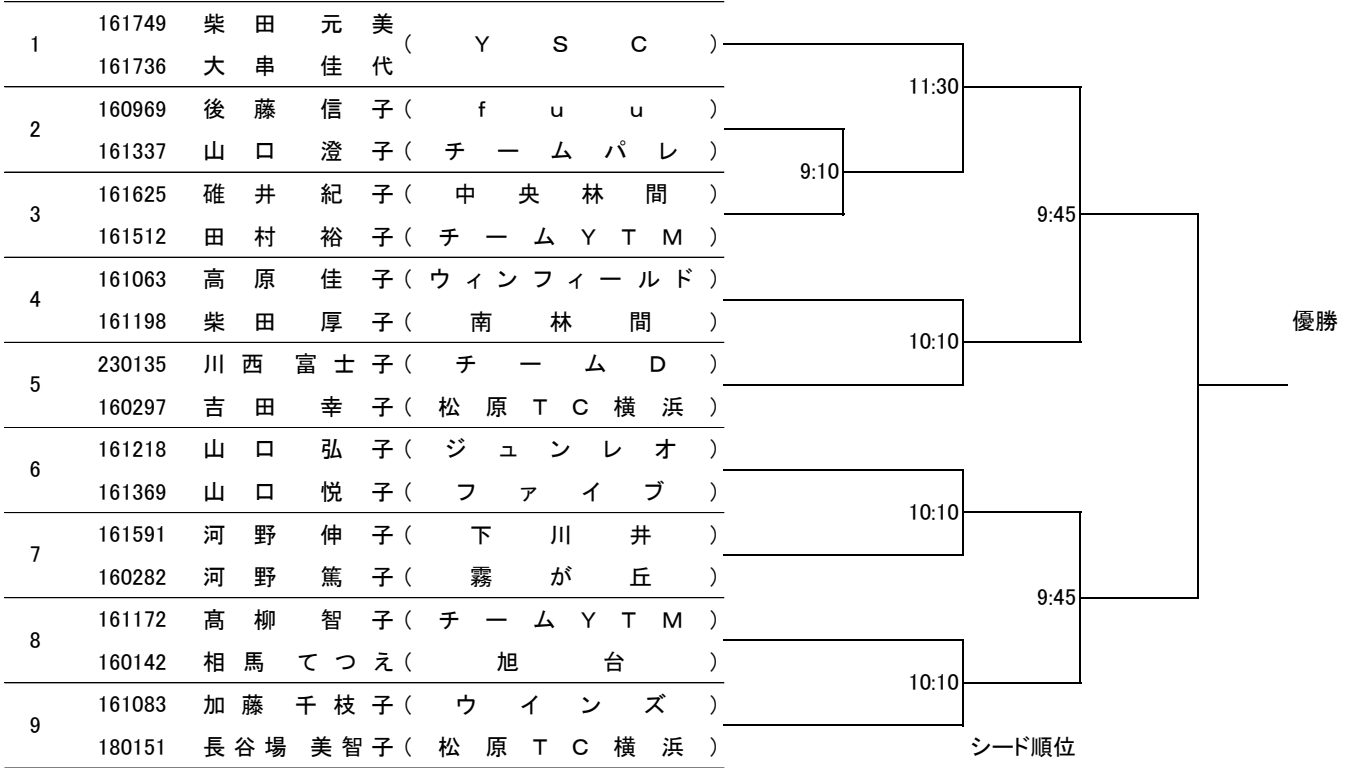 1 161749 柴田 元美 (YSC)
161736 大串 佳代
2 160969 後藤 信子 (fuu)
161337 山口 澄子 (チームパレ)
3 161625 碓井 紀子 (中央林間)
161512 田村 裕子 (チームYTM)
4 161063 高原 佳子 (ウィンフィールド)
161198 柴田 厚子 (南林間)
5 230135 川西 富士子 (チームD)
160297 吉田 幸子 (松原TC横浜)
6 161218 山口 弘子 (ジュンレオ)
161369 山口 悦子 (ファイブ)
7 161591 河野 伸子 (下川井)
160282 河野 篤子 (霧が丘)
8 161172 髙柳 智子 (チームYTM)
160142 相馬 てつえ (旭台)
9 161083 加藤 千枝子 (ウインズ)
180151 長谷場 美智子 (松原TC横浜)
11:30
9:10
9:45
10:10
優勝
10:10
9:45
10:10
シード順位